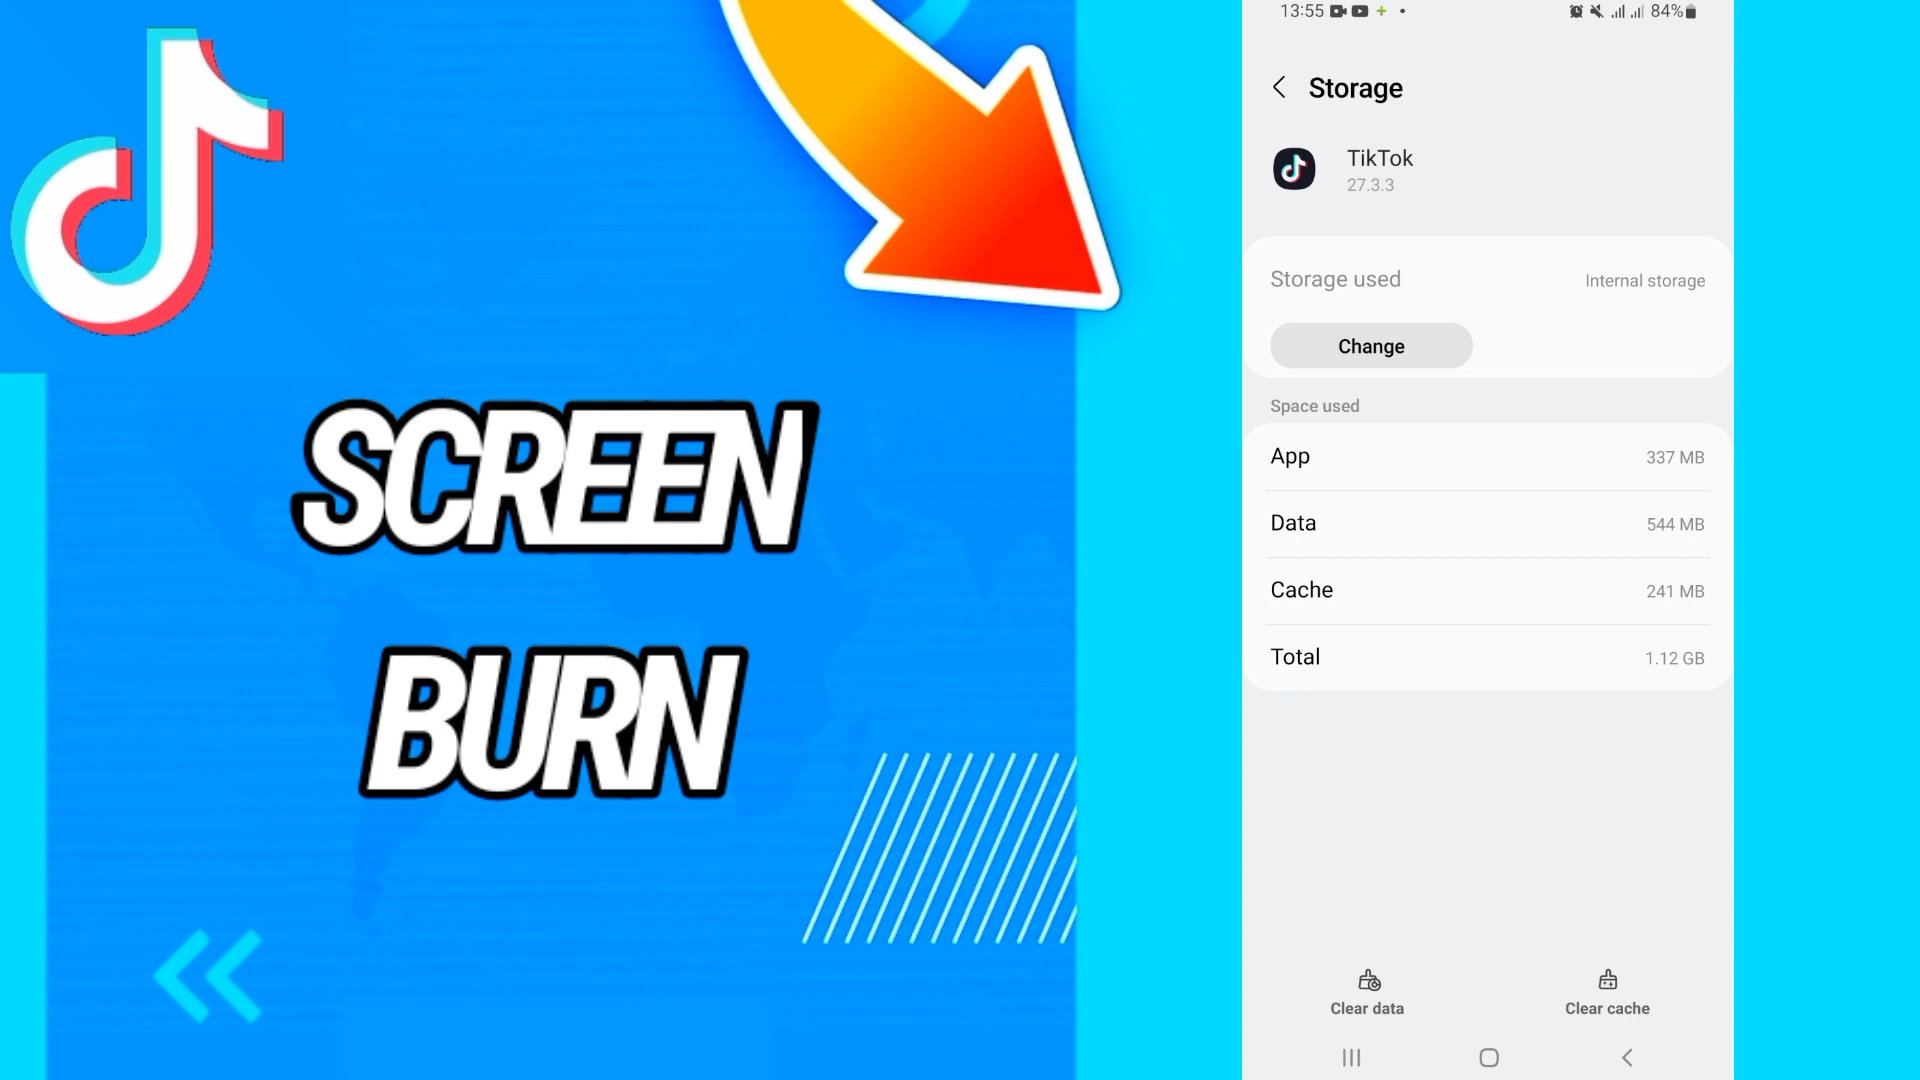 SCREEN
BURN
13:55
84%
Storage
TikTok
27.3.3
Storage used
Internal storage
Change
Space used
App
337 MB
Data
544 MB
Cache
241 MB
Total
1.12 GB
Clear data
Clear cache